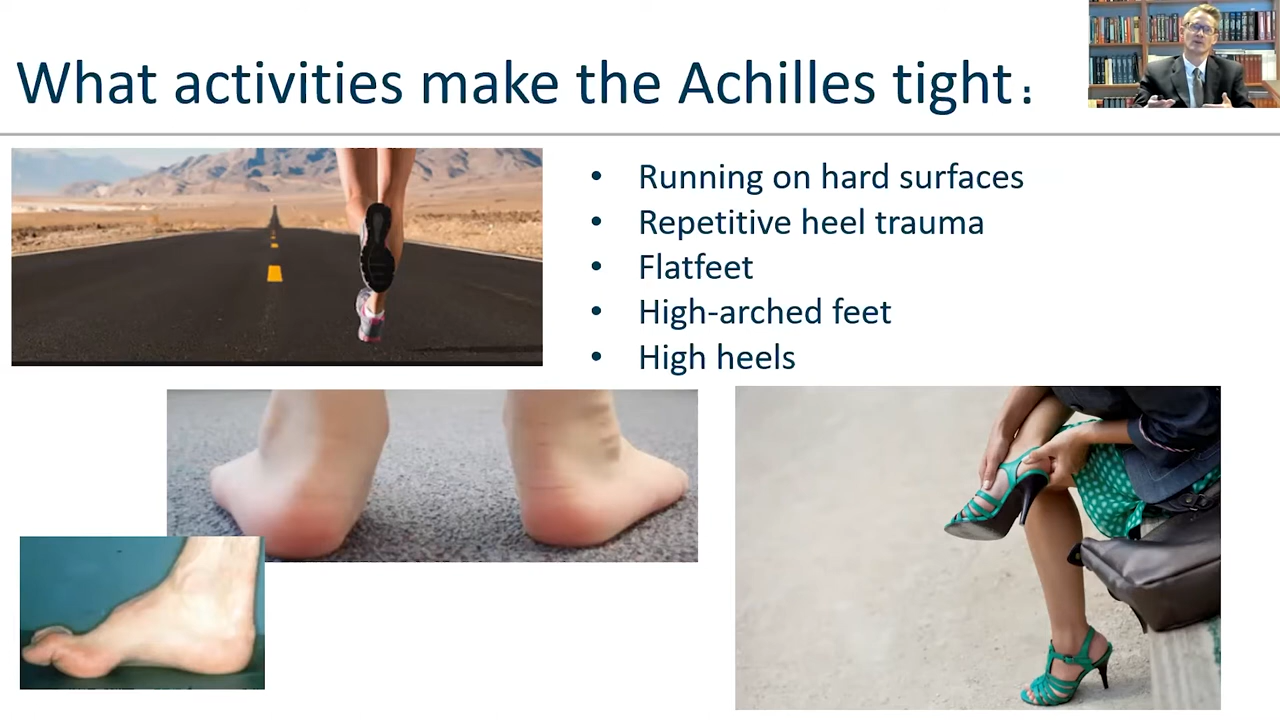 What activities make the Achilles tight:
• Running on hard surfaces
• Repetitive heel trauma
• Flatfeet
• High-arched feet
• High heels